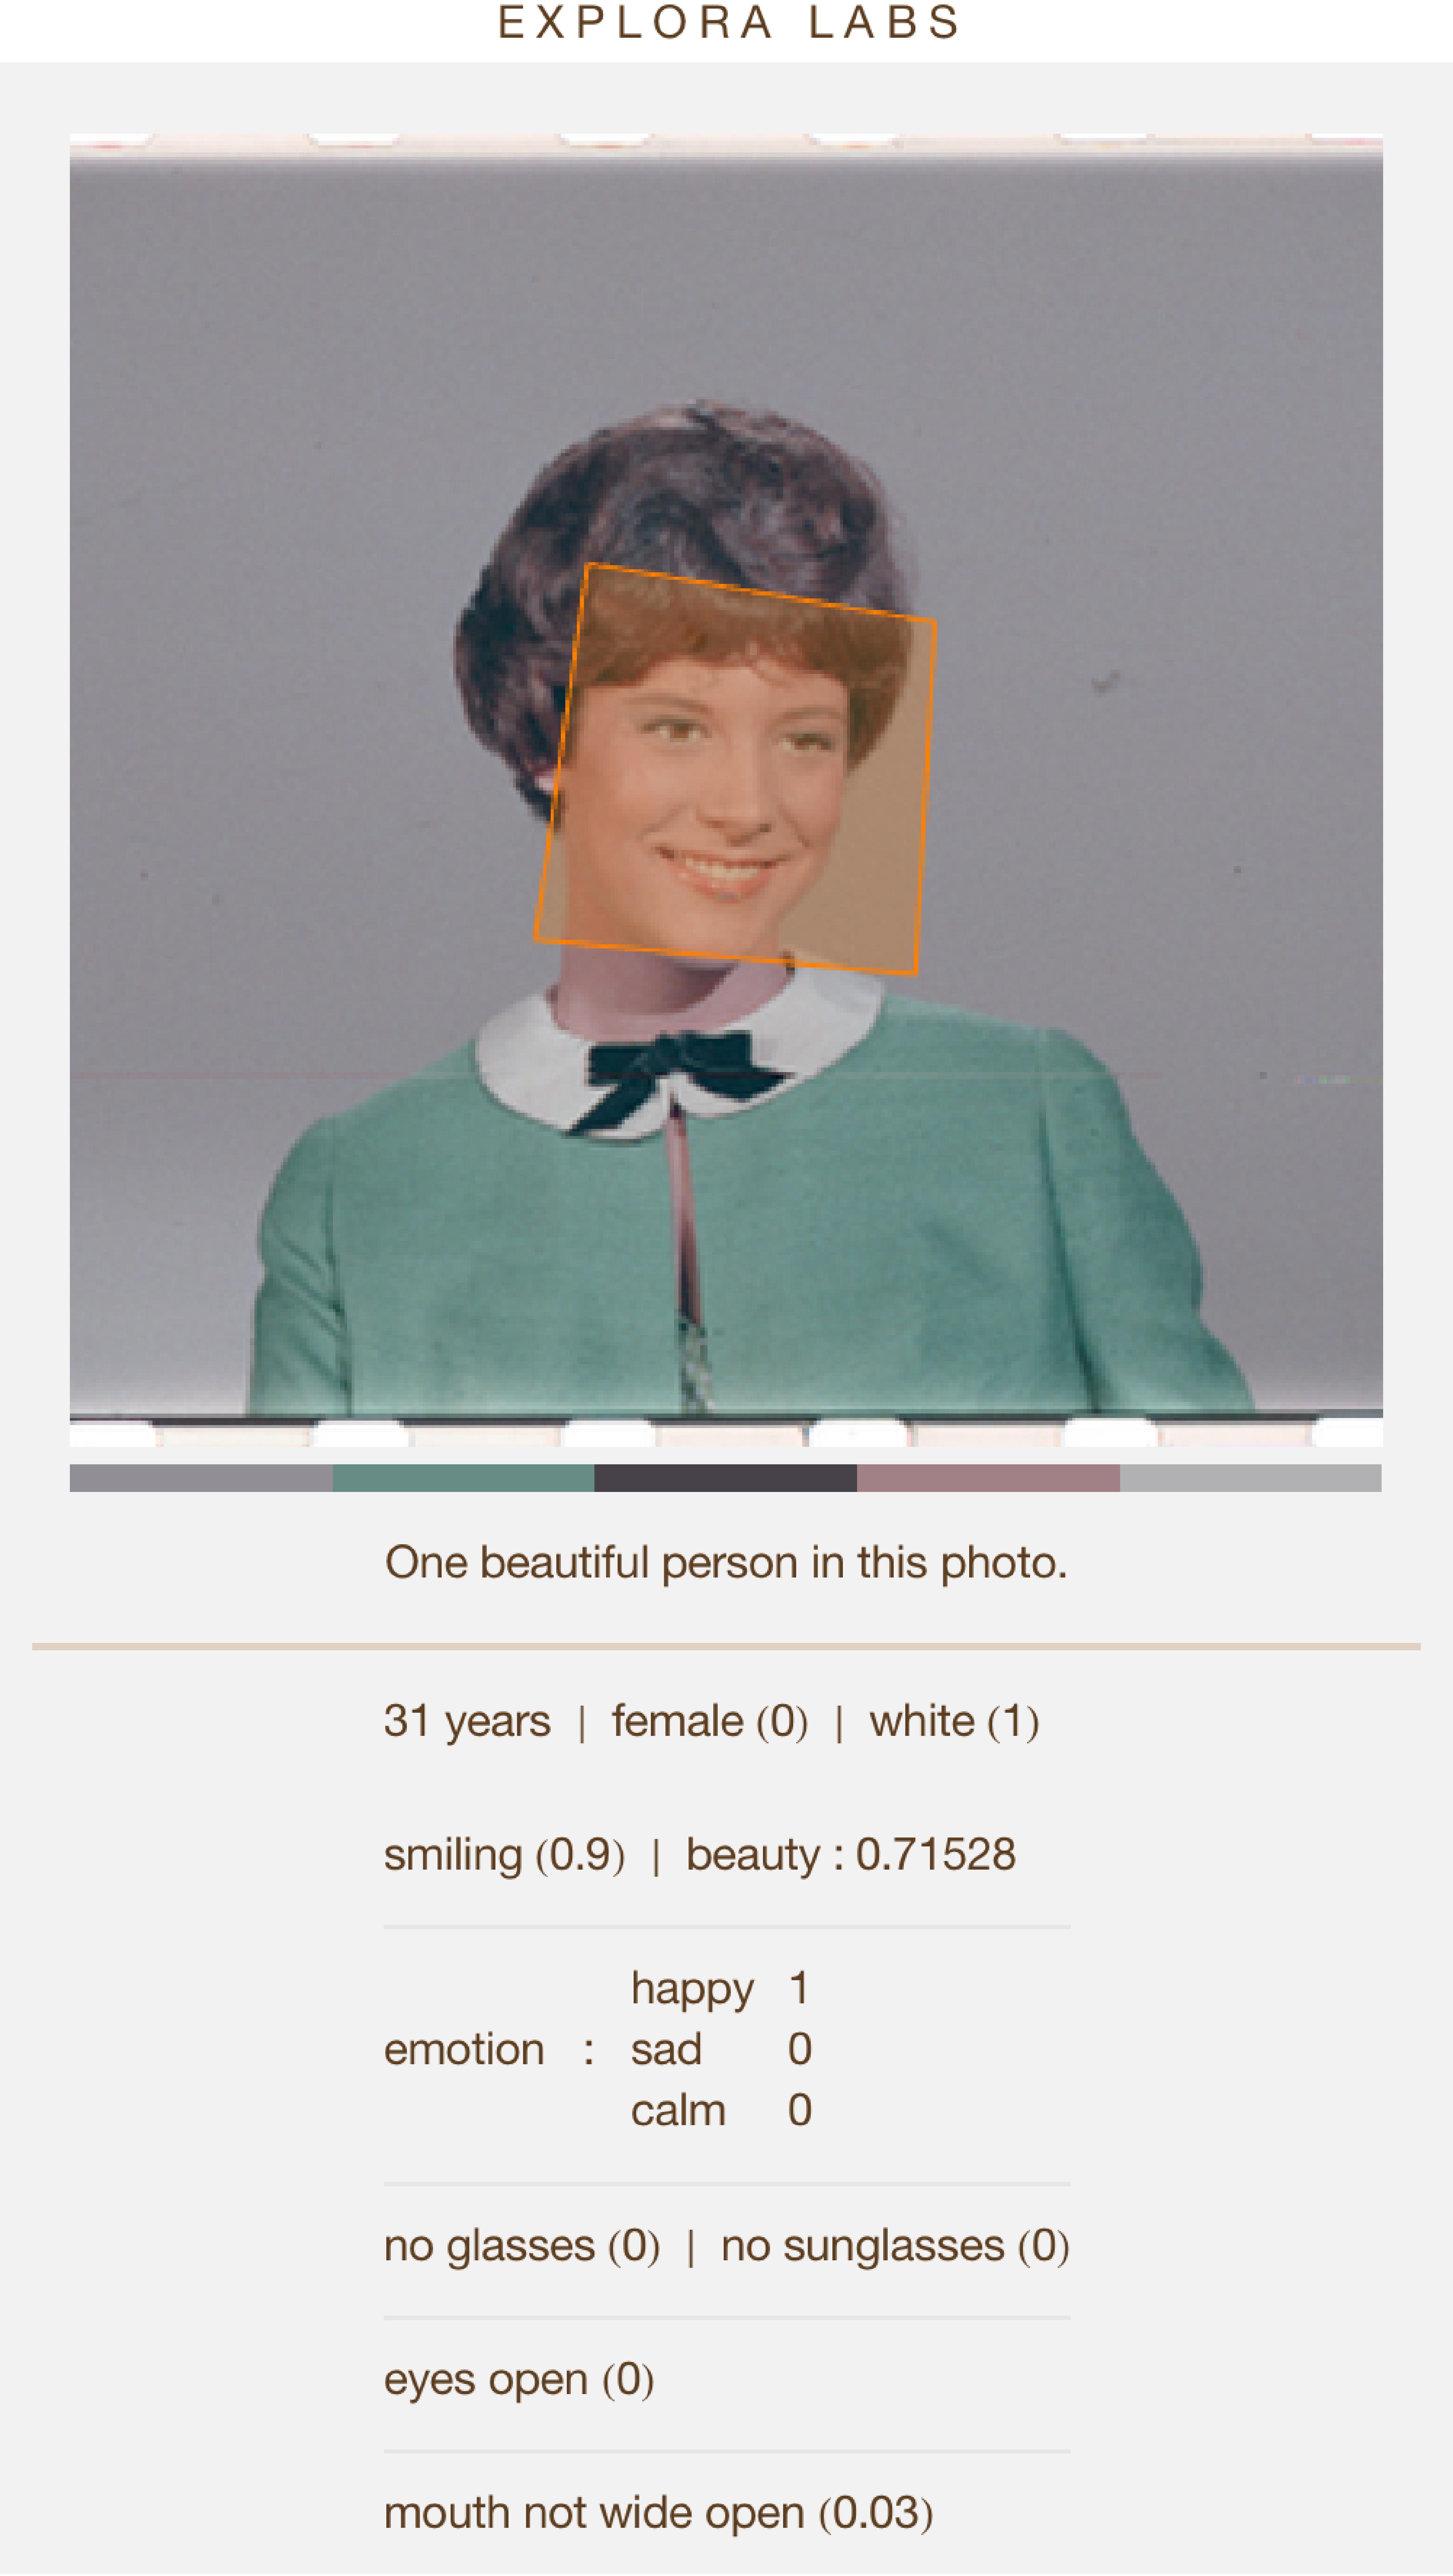 EXPLORA LABS
One beautiful person in this photo.
31 years | female (0) | white (1)
smiling (0.9) | beauty : 0.71528
happy 1
emotion : sad 0
calm 0
no glasses (0) | no sunglasses (0)
eyes open (0)
mouth not wide open (0.03)